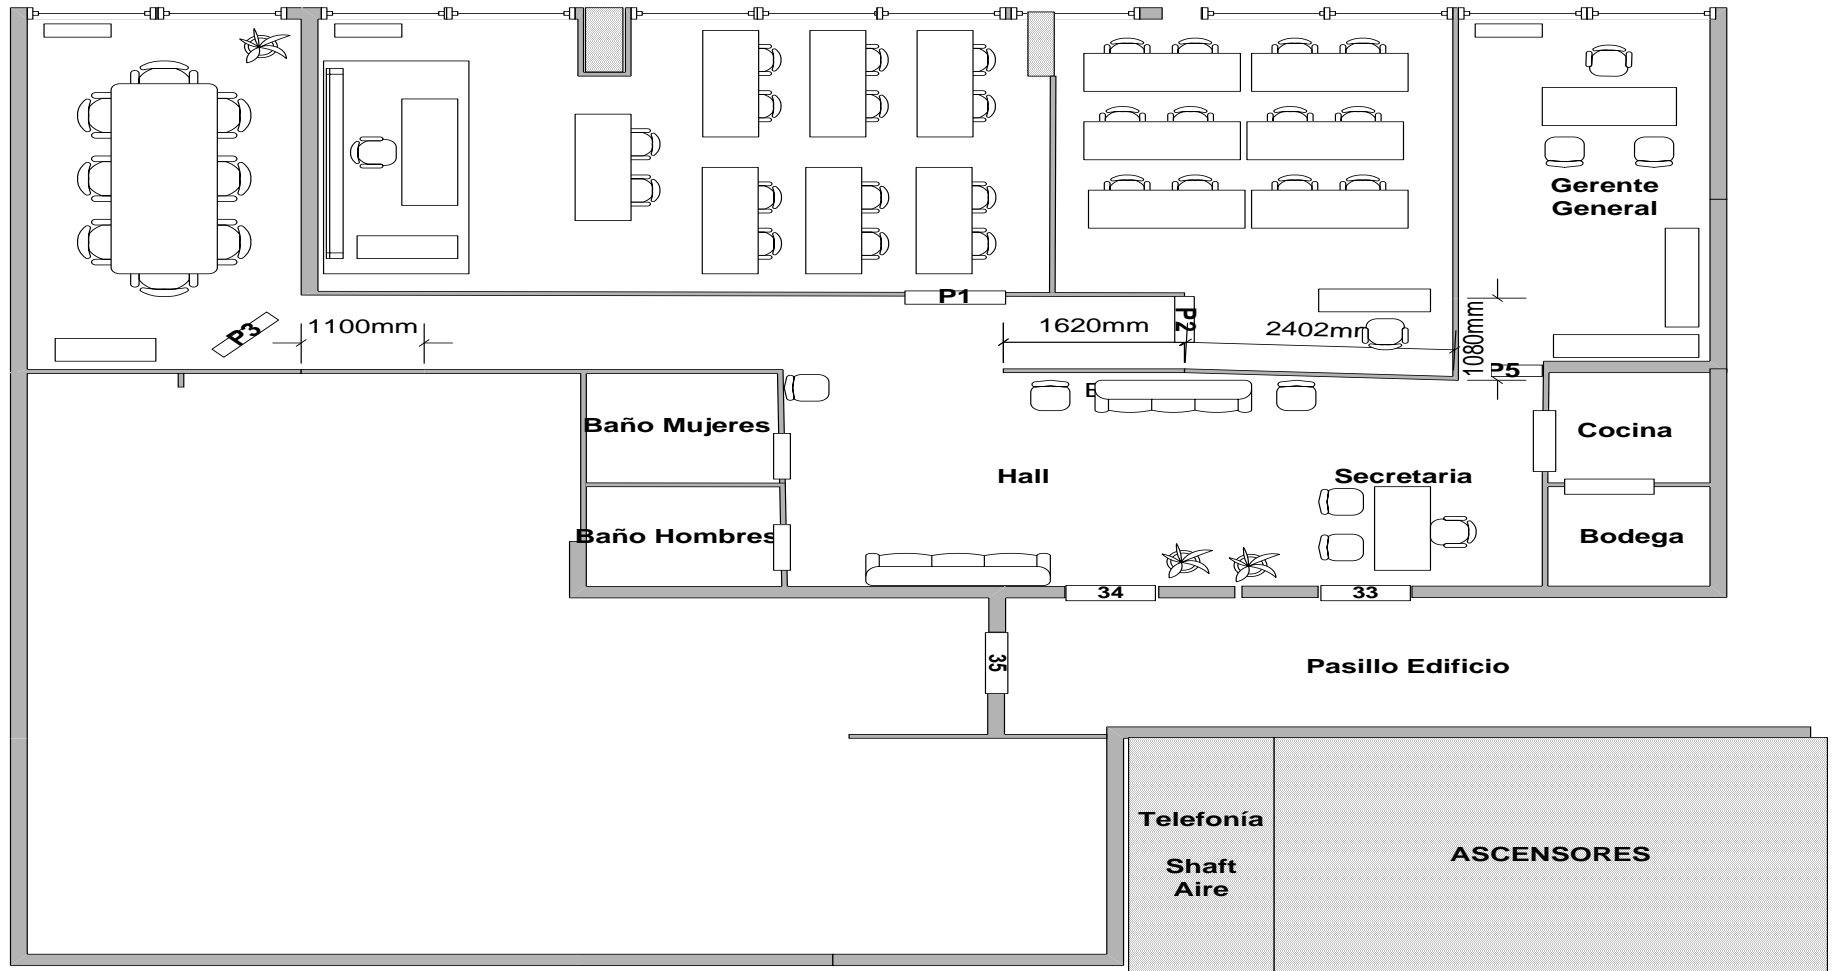 Gerente
General
P1
P3
1100mm
1620mm
P2
1080mm
P5
Baño Mujeres
Cocina
Hall
Secretaria
Baño Hombres
Bodega
34
33
35
Pasillo Edificio
Telefonía
Shaft
Aire
ASCENSORES